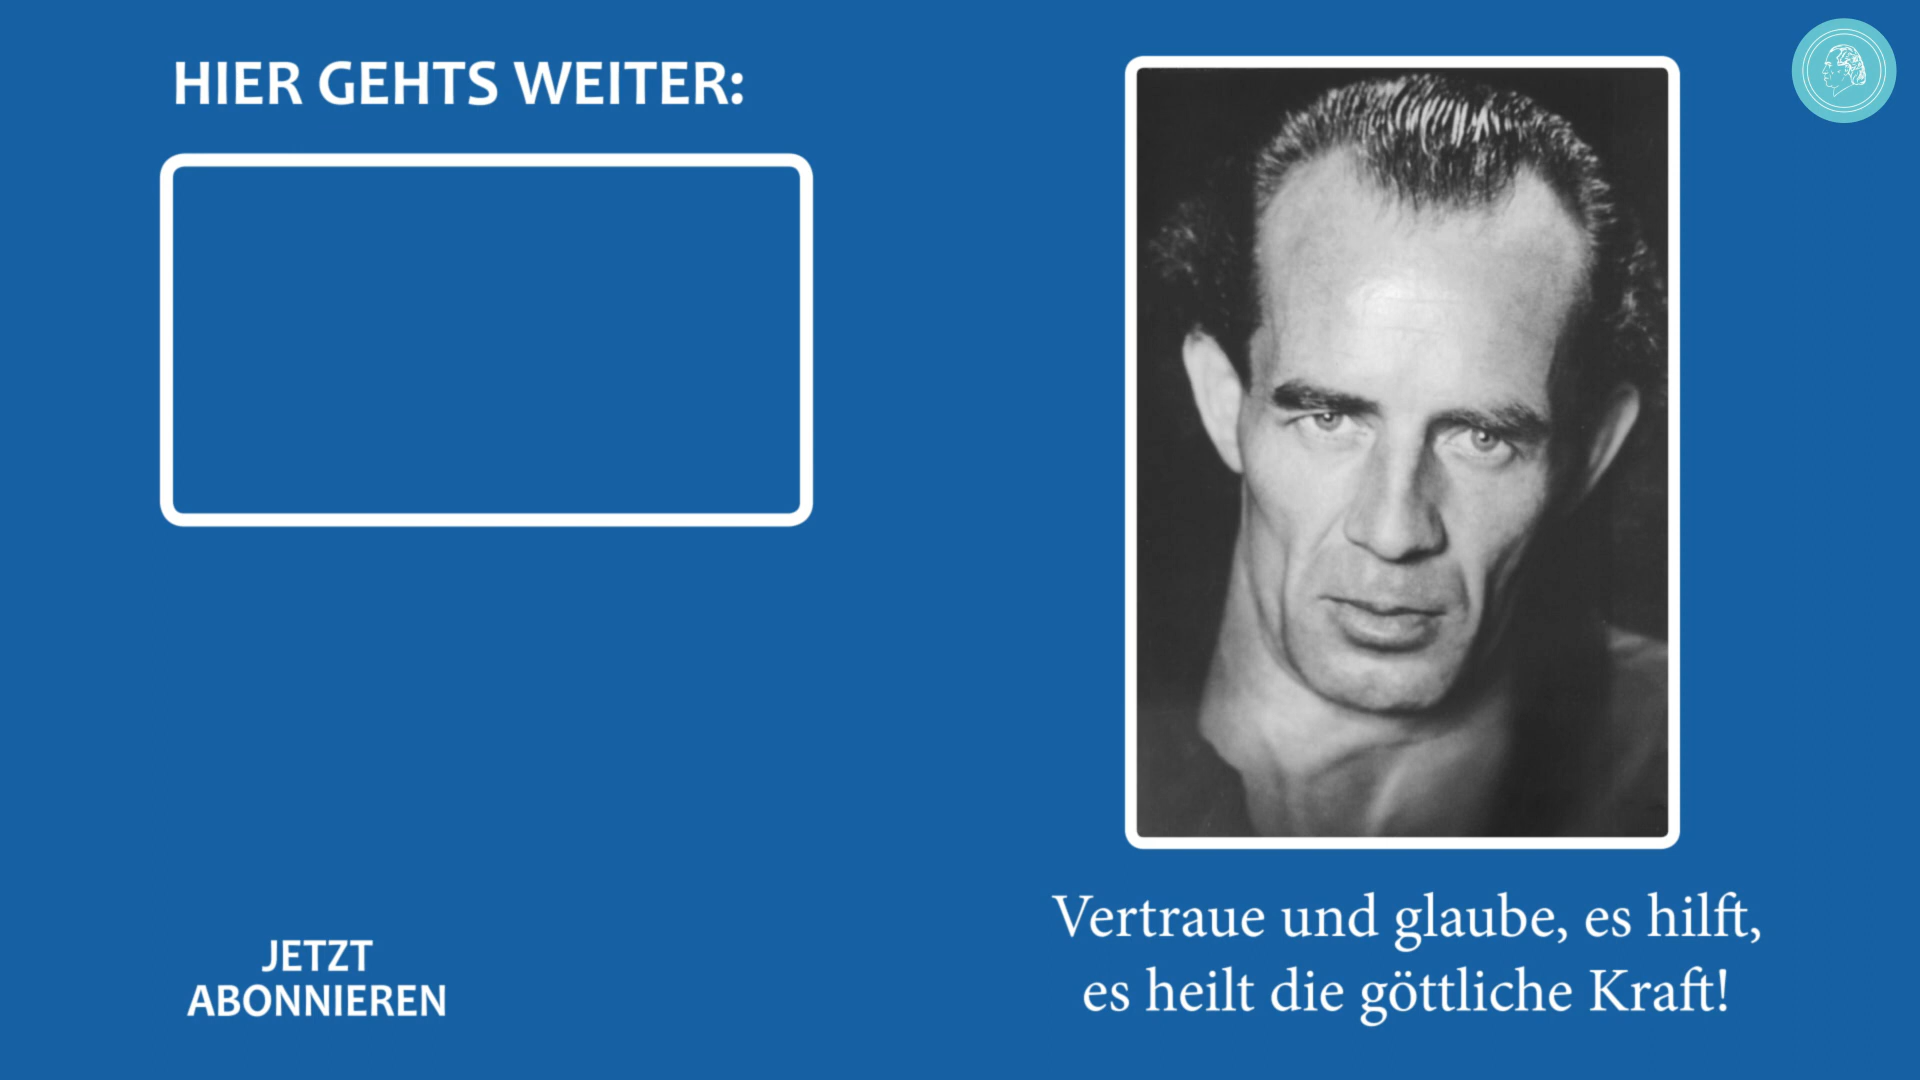 HIER GEHTS WEITER:
JETZT
ABONNIEREN
Vertraue und glaube, es hilft,
es heilt die göttliche Kraft!